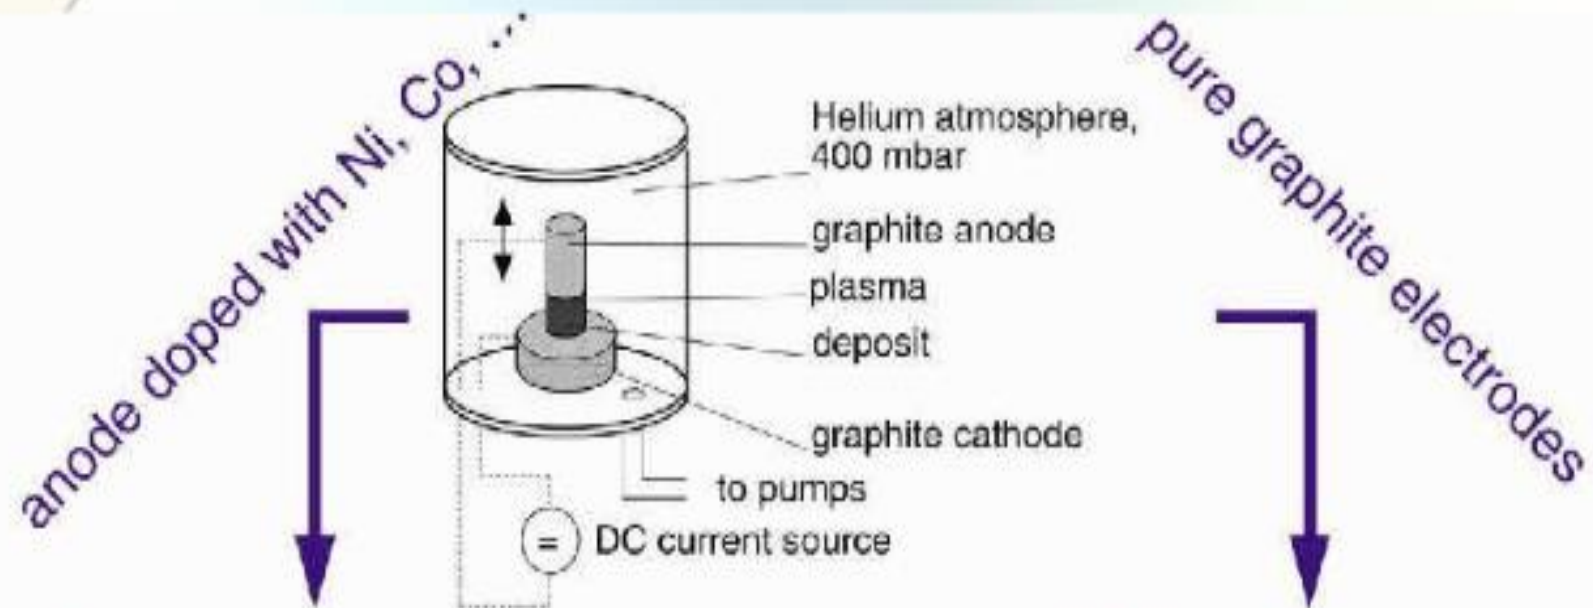 anode doped with Ni, Co, ...
pure graphite electrodes
Helium atmosphere,
400 mbar
graphite anode
plasma
deposit
graphite cathode
to pumps
= DC current source